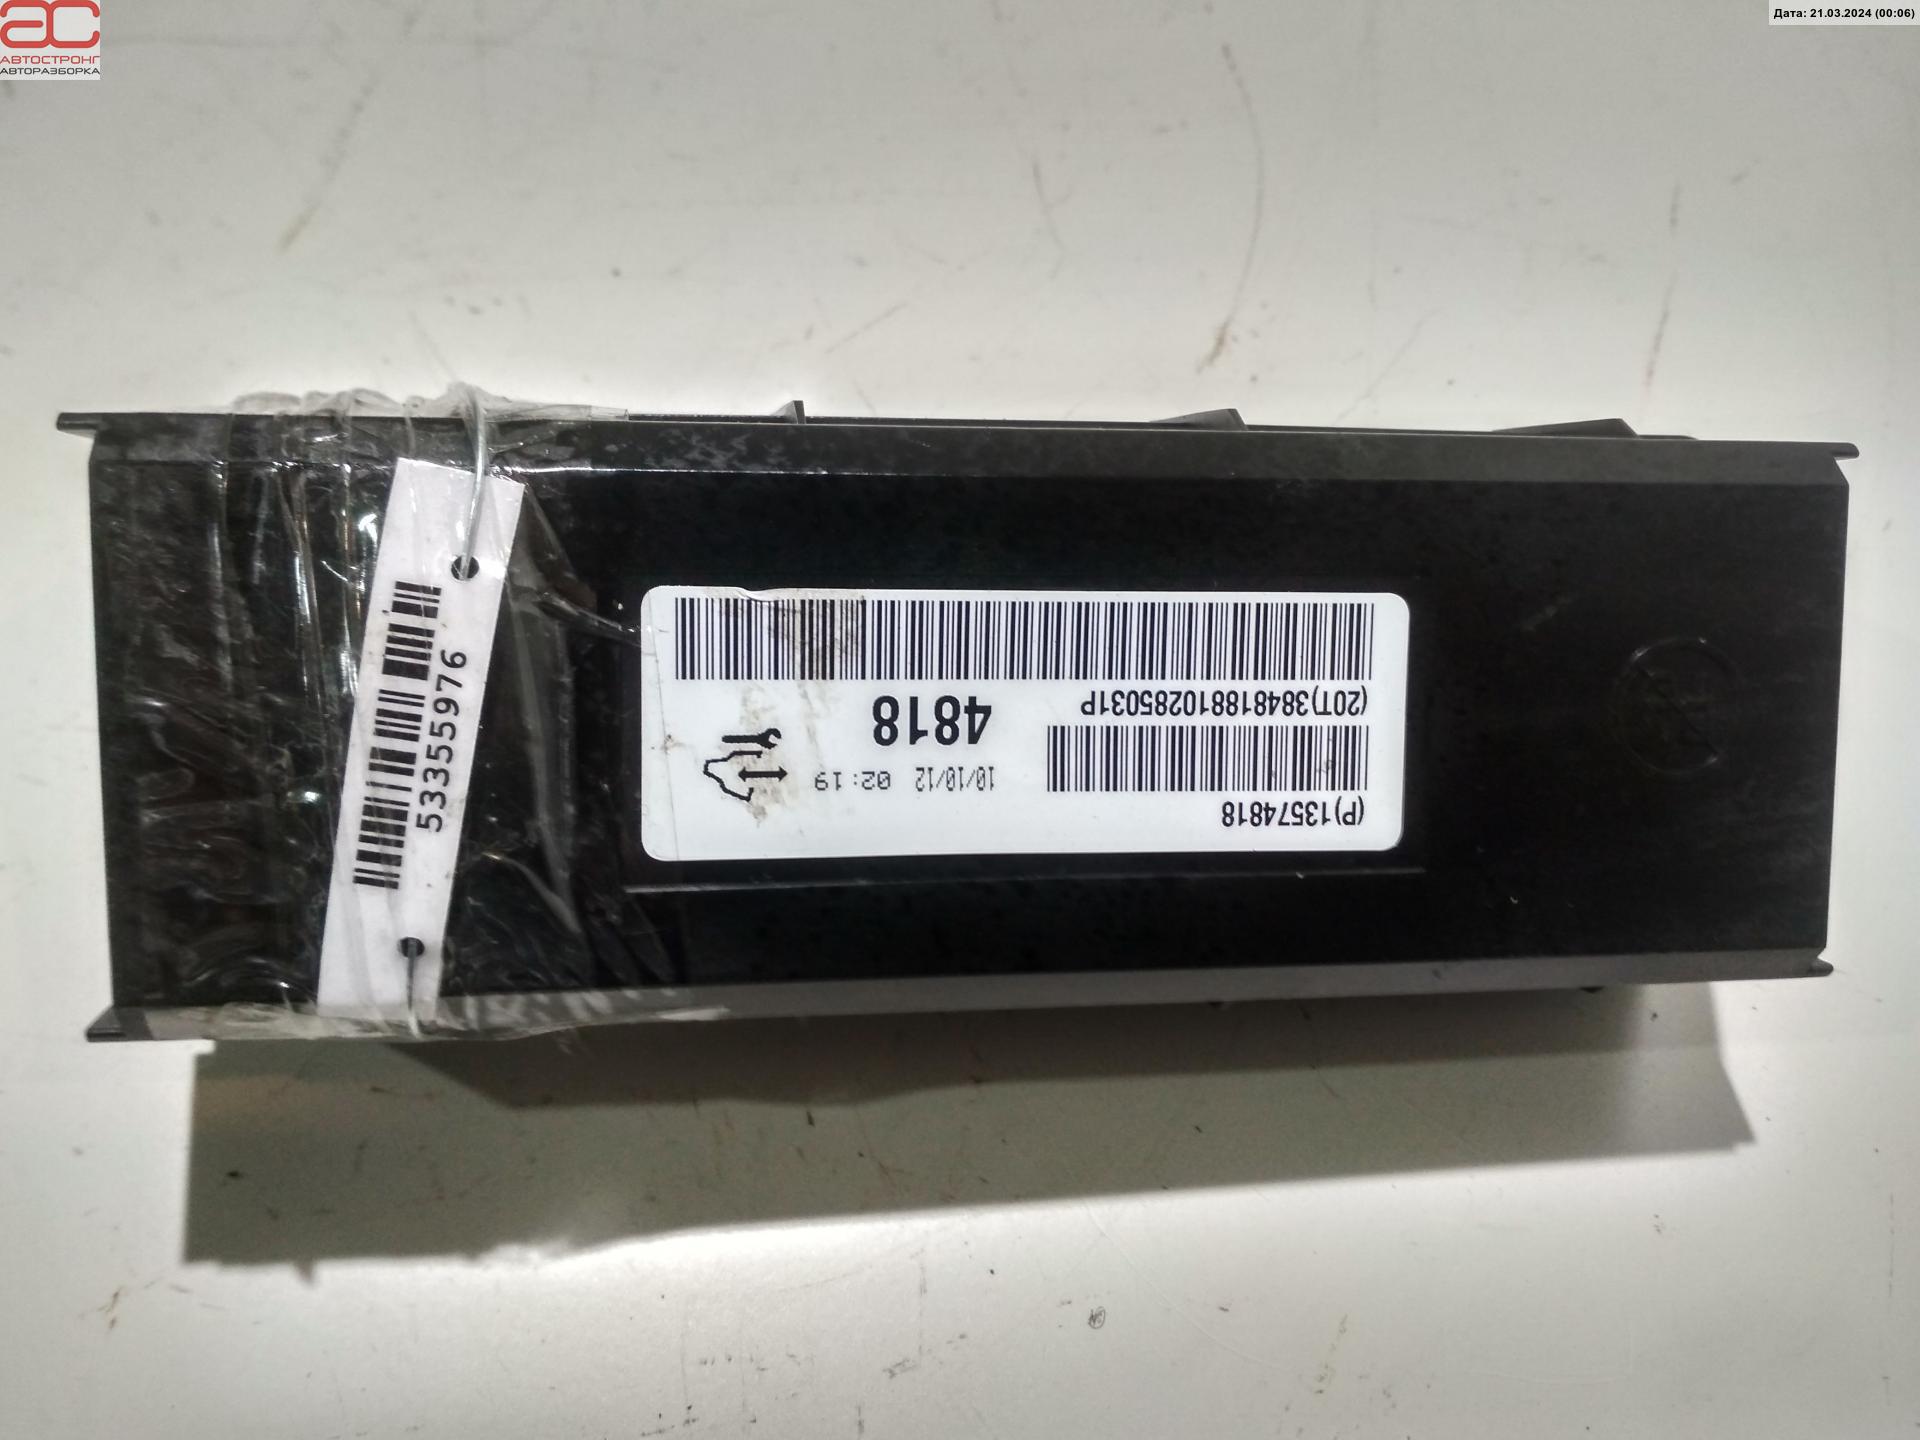 АС
АВТОСТРОНГ
АВТОРАЗБОРКА
Дата: 21.03.2024 (00:06)
53355976
(P)13574818
10/10/12 02:19
4818
(20T)384818810285031P